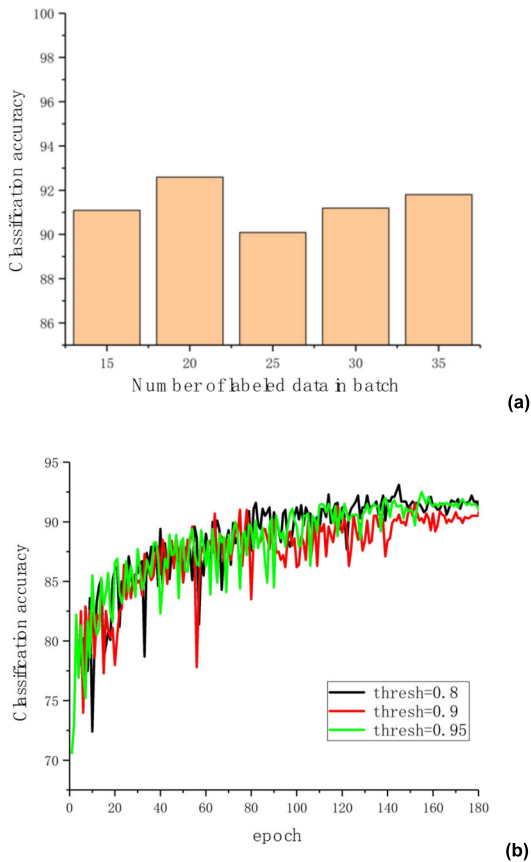 100
98
96
94
92
90
88
86
Classification accuracy
15 20 25 30 35
Number of labeled data in batch
(a)
95
90
85
80
75
70
Classification accuracy
thresh=0.8
thresh=0.9
thresh=0.95
0 20 40 60 80 100 120 140 160 180
epoch
(b)